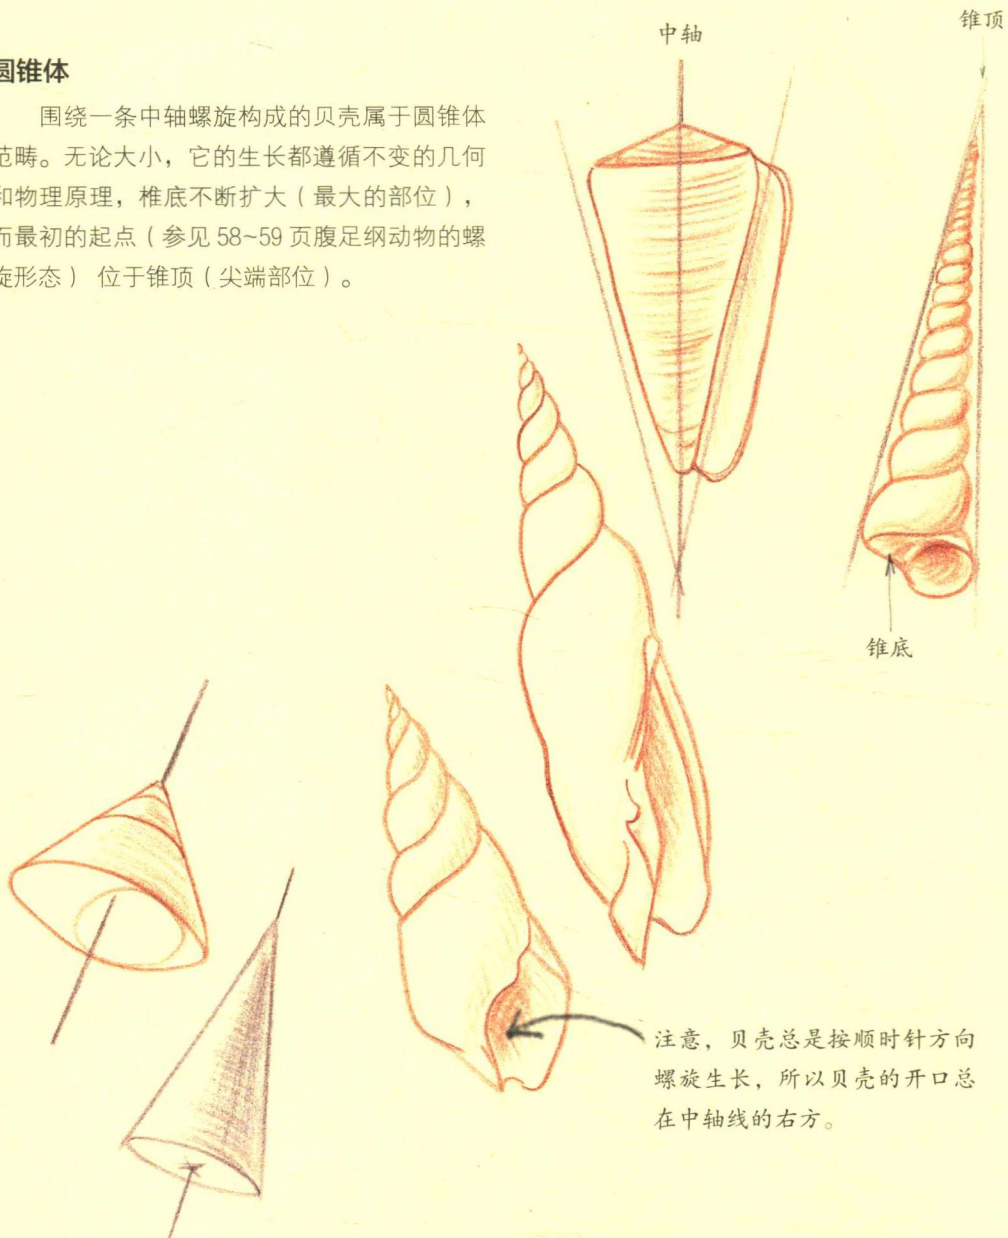 中轴
锥顶
圆锥体
围绕一条中轴螺旋构成的贝壳属于圆锥体
范畴。无论大小，它的生长都遵循不变的几何
和物理原理，椎底不断扩大（最大的部位），
而最初的起点（参见 58~59 页腹足纲动物的螺
旋形态） 位于锥顶（尖端部位）。
锥底
注意，贝壳总是按顺时针方向
螺旋生长，所以贝壳的开口总
在中轴线的右方。